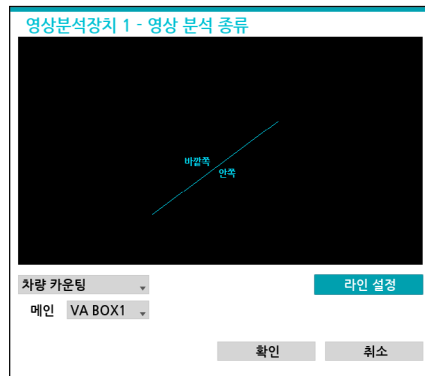 영상분석장치 1 - 영상 분석 종류
바깥쪽
안쪽
차량 카운팅
라인 설정
메인 VA BOX1
확인 취소